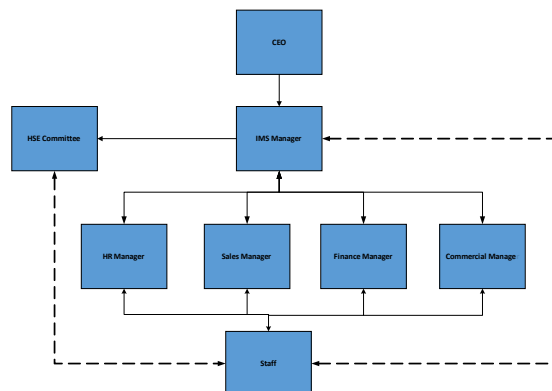 CEO
HSE Committee
IMS Manager
HR Manager
Sales Manager
Finance Manager
Commercial Manage
Staff